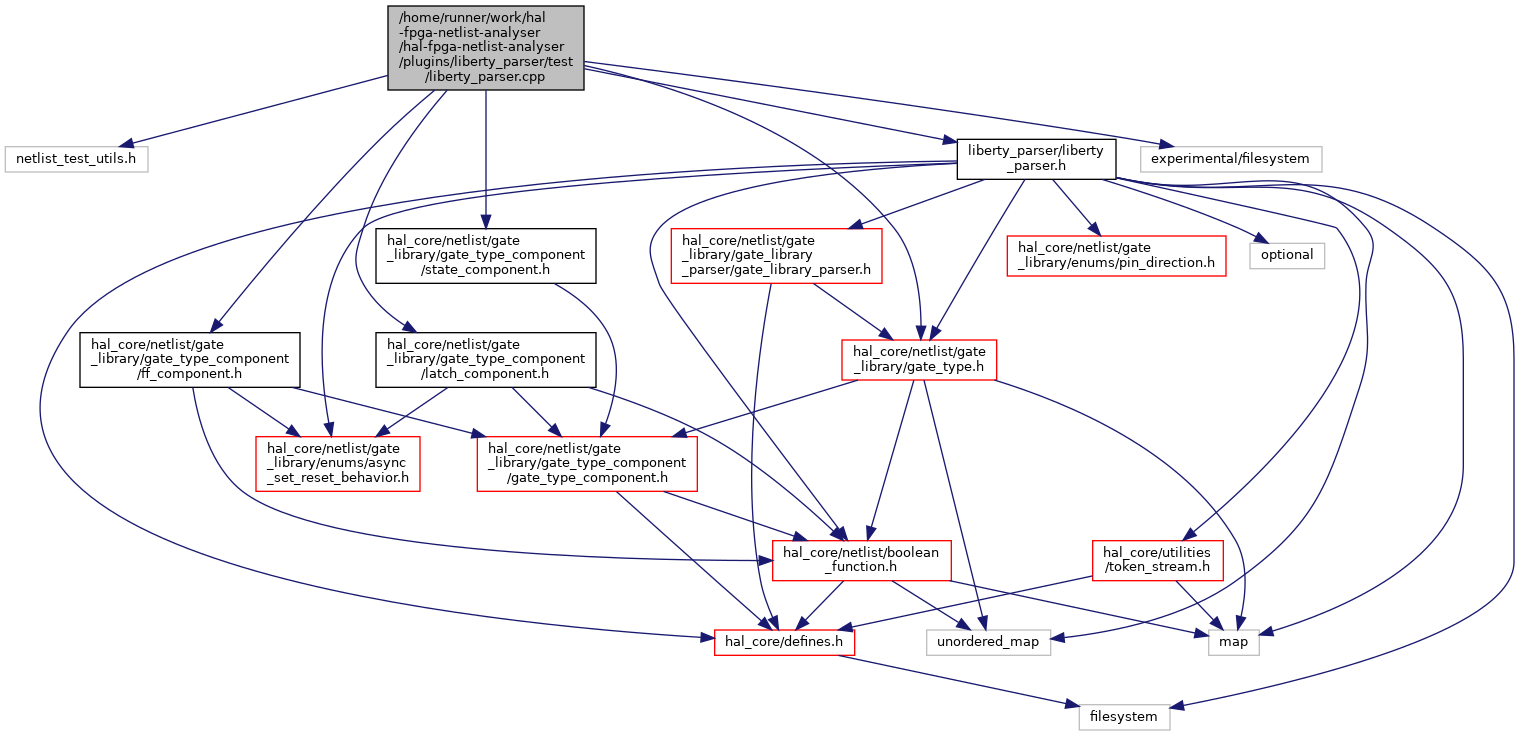 /home/runner/work/hal
-fpga-netlist-analyser
/hal-fpga-netlist-analyser
/plugins/liberty_parser/test
/liberty_parser.cpp
netlist_test_utils.h
liberty_parser/liberty
_parser.h
experimental/filesystem
hal_core/netlist/gate
_library/gate_type_component
/state_component.h
hal_core/netlist/gate
_library/gate_library
_parser/gate_library_parser.h
hal_core/netlist/gate
_library/enums/pin_direction.h
optional
hal_core/netlist/gate
_library/gate_type_component
/ff_component.h
hal_core/netlist/gate
_library/gate_type_component
/latch_component.h
hal_core/netlist/gate
_library/gate_type.h
hal_core/netlist/gate
_library/enums/async
_set_reset_behavior.h
hal_core/netlist/gate
_library/gate_type_component
/gate_type_component.h
hal_core/netlist/boolean
_function.h
hal_core/utilities
/token_stream.h
hal_core/defines.h
unordered_map
map
filesystem